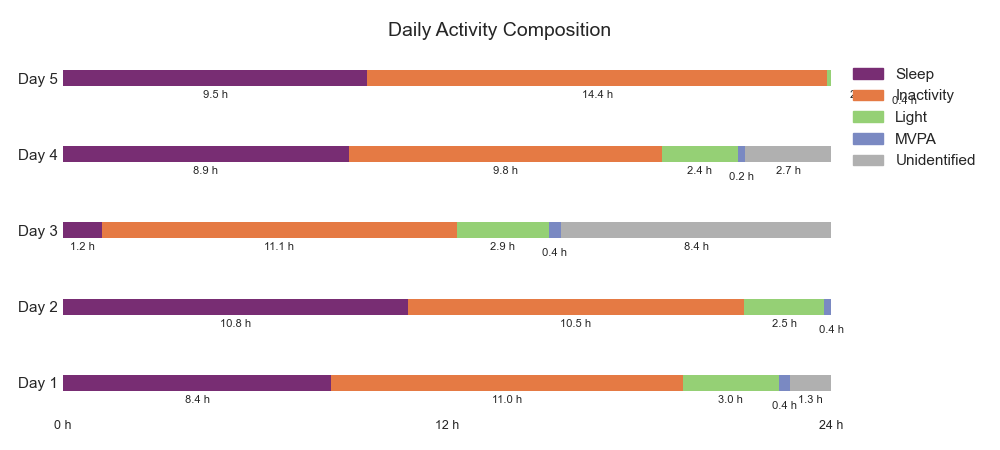 Daily Activity Composition
Day 5
9.5 h
14.4 h
0.4 h
Day 4
8.9 h
9.8 h
2.4 h
0.2 h
2.7 h
Day 3
1.2 h
11.1 h
2.9 h
0.4 h
8.4 h
Day 2
10.8 h
10.5 h
2.5 h
0.4 h
Day 1
8.4 h
11.0 h
3.0 h
0.4 h
1.3 h
0 h
12 h
24 h
Sleep
Inactivity
Light
MVPA
Unidentified